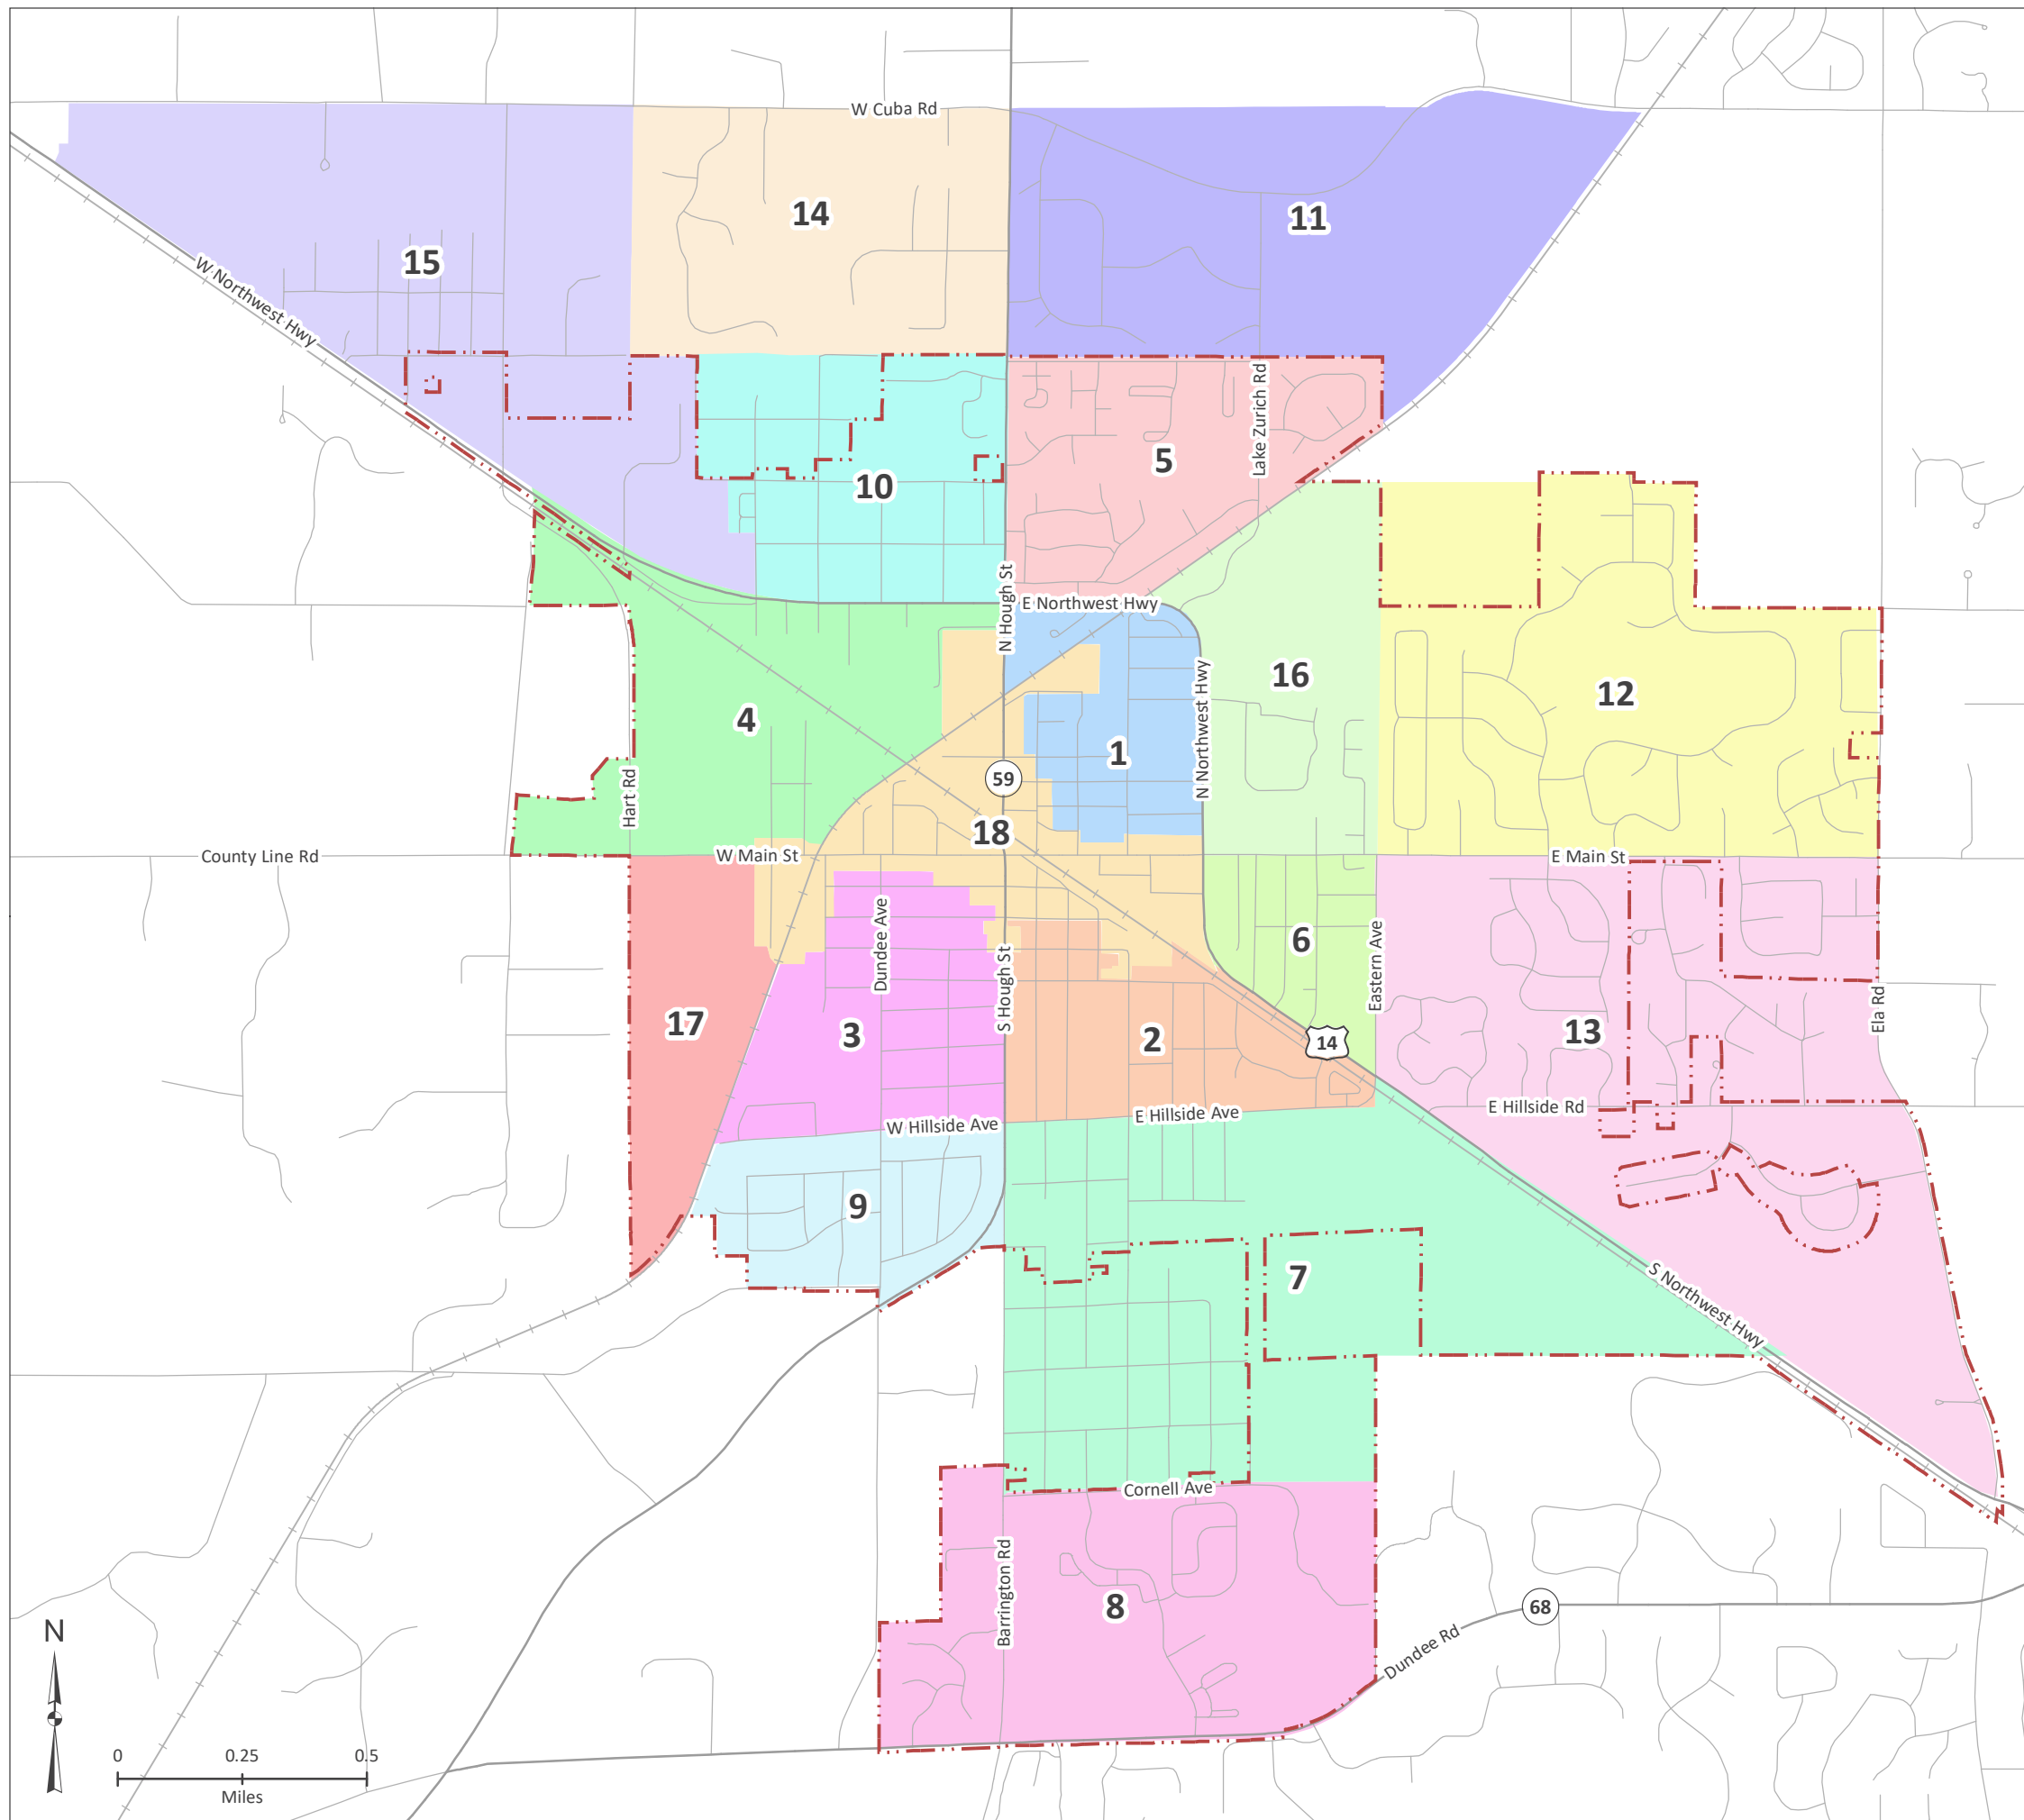 W Cuba Rd
14
11
15
W Northwest Hwy
Lake Zurich Rd
5
10
N Hough St
E Northwest Hwy
16
12
4
N Northwest Hwy
1
59
Hart Rd
18
County Line Rd
W Main St
E Main St
Dundee Ave
6
Eastern Ave
S Hough St
Ela Rd
17
3
2
14
13
E Hillside Rd
E Hillside Ave
W Hillside Ave
9
7
S Northwest Hwy
Cornell Ave
Barrington Rd
8
68
Dundee Rd
N
0
0.25
0.5
Miles